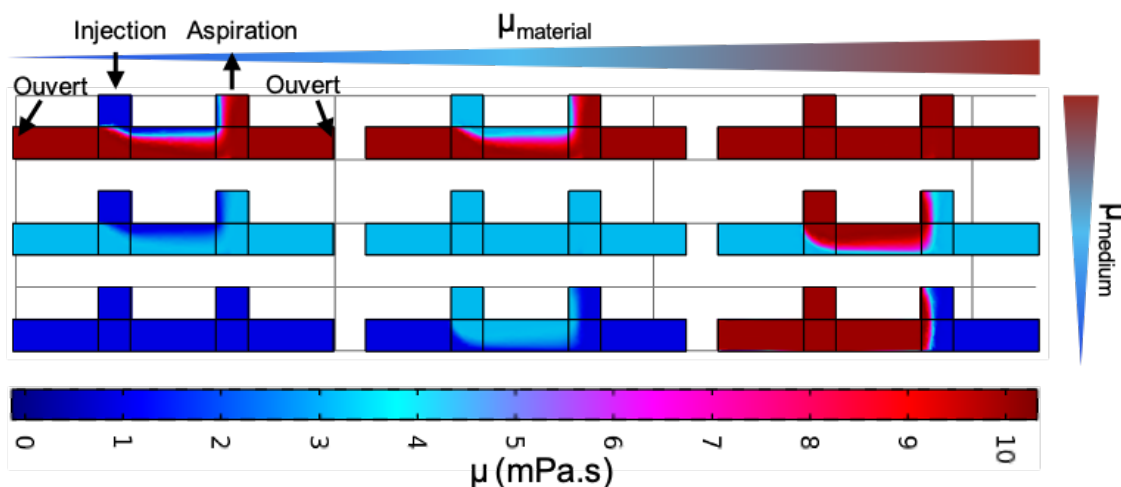 Injection Aspiration μmaterial
Ouvert Ouvert
μmedium
0 1 2 3 4 5 6 7 8 9 10
μ (mPa.s)